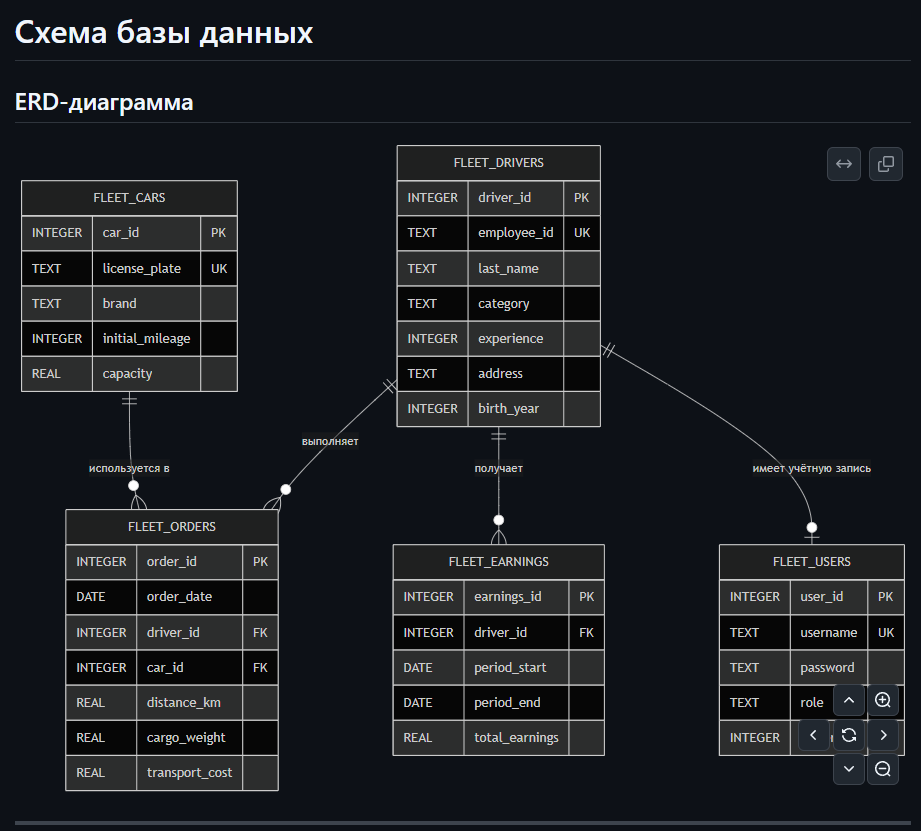 Схема базы данных
ERD-диаграмма
FLEET_CARS
INTEGER car_id PK
TEXT license_plate UK
TEXT brand
INTEGER initial_mileage
REAL capacity
FLEET_DRIVERS
INTEGER driver_id PK
TEXT employee_id UK
TEXT last_name
TEXT category
INTEGER experience
TEXT address
INTEGER birth_year
используется в
выполняет
получает
имеет учётную запись
FLEET_ORDERS
INTEGER order_id PK
DATE order_date
INTEGER driver_id FK
INTEGER car_id FK
REAL distance_km
REAL cargo_weight
REAL transport_cost
FLEET_EARNINGS
INTEGER earnings_id PK
INTEGER driver_id FK
DATE period_start
DATE period_end
REAL total_earnings
FLEET_USERS
INTEGER user_id PK
TEXT username UK
TEXT password
TEXT role
INTEGER